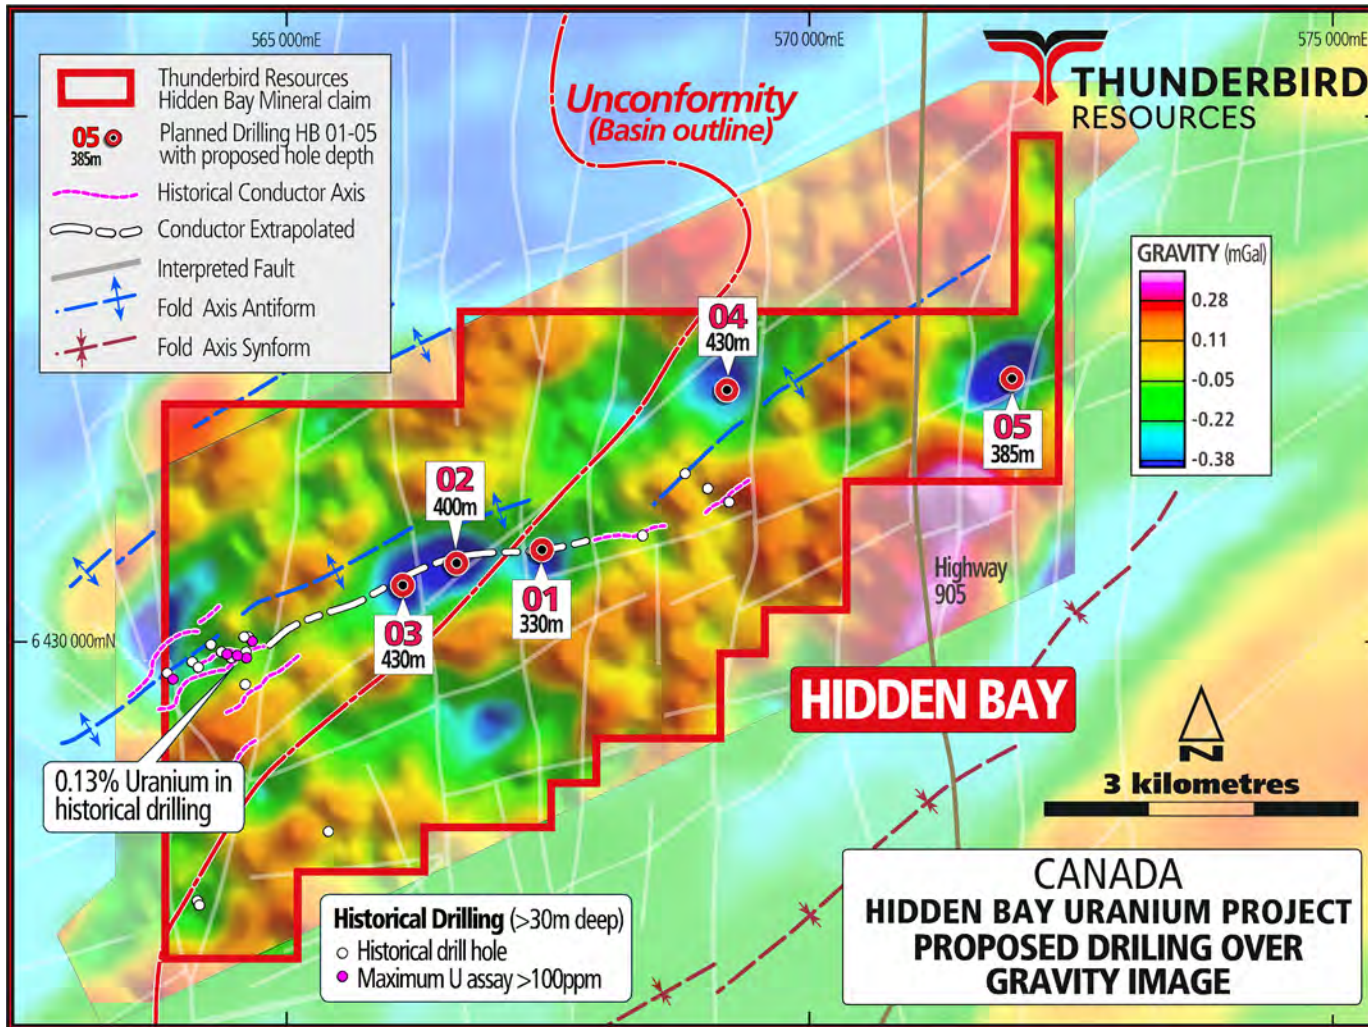 565 000mE
570 000mE
575 000mE
Thunderbird Resources
Hidden Bay Mineral claim
05
385m
Planned Drilling HB 01-05
with proposed hole depth
Historical Conductor Axis
Conductor Extrapolated
Interpreted Fault
Fold Axis Antiform
Fold Axis Synform
Unconformity
(Basin outline)
THUNDERBIRD
RESOURCES
GRAVITY (mGal)
0.28
0.11
-0.05
-0.22
-0.38
04
430m
05
385m
02
400m
01
330m
03
430m
Highway
905
6 430 000mN
HIDDEN BAY
0.13% Uranium in
historical drilling
N
3 kilometres
Historical Drilling (>30m deep)
Historical drill hole
Maximum U assay >100ppm
CANADA
HIDDEN BAY URANIUM PROJECT
PROPOSED DRILING OVER
GRAVITY IMAGE